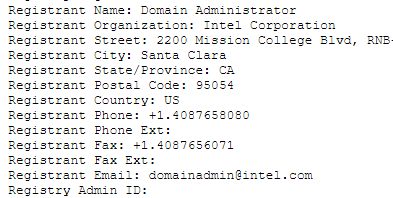 Registrant Name: Domain Administrator
Registrant Organization: Intel Corporation
Registrant Street: 2200 Mission College Blvd, RNB-
Registrant City: Santa Clara
Registrant State/Province: CA
Registrant Postal Code: 95054
Registrant Country: US
Registrant Phone: +1.4087658080
Registrant Phone Ext:
Registrant Fax: +1.4087656071
Registrant Fax Ext:
Registrant Email: domainadmin@intel.com
Registry Admin ID: